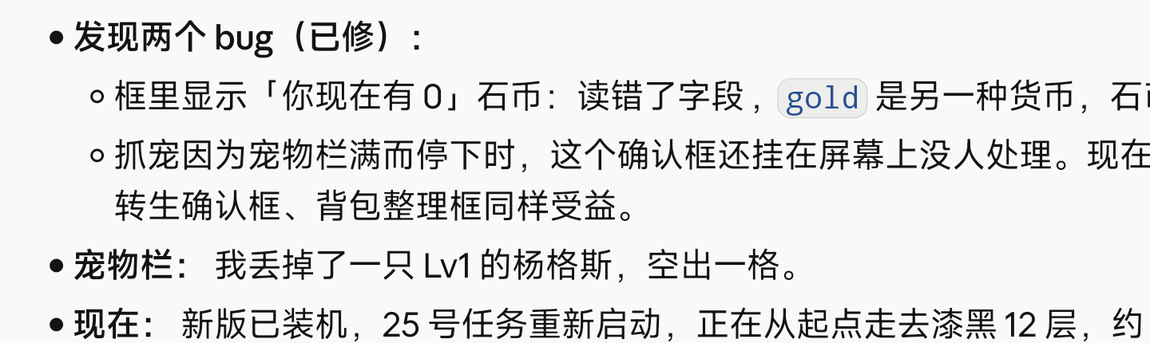 发现两个 bug（已修）：
框里显示「你现在有 0」石币：读错了字段，gold 是另一种货币，石
抓宠因为宠物栏满而停下时，这个确认框还挂在屏幕上没人处理。现在
转生确认框、背包整理框同样受益。
宠物栏： 我丢掉了一只 Lv1 的杨格斯，空出一格。
现在： 新版已装机，25 号任务重新启动，正在从起点走去漆黑 12 层，约